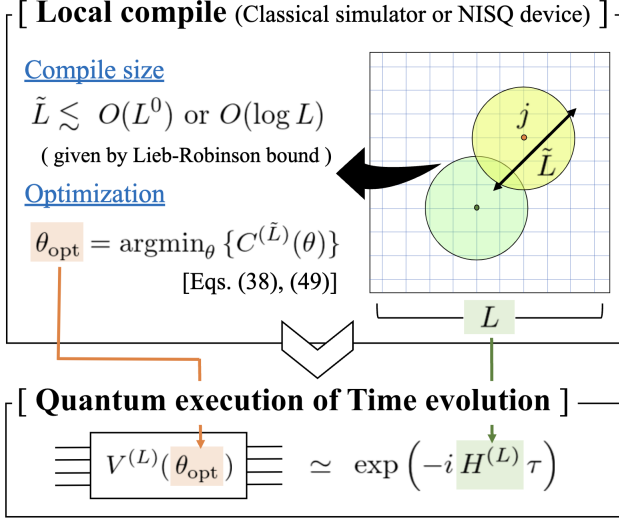 [ Local compile (Classical simulator or NISQ device) ]
Compile size
L̃ ≲ O(L⁰) or O(log L)
( given by Lieb-Robinson bound )
Optimization
θ_opt = argmin_θ {C^(L̃)(θ)}
[Eqs. (38), (49)]
j
L̃
L
[ Quantum execution of Time evolution ]
V^(L)(θ_opt) ≃ exp(−i H^(L) τ)